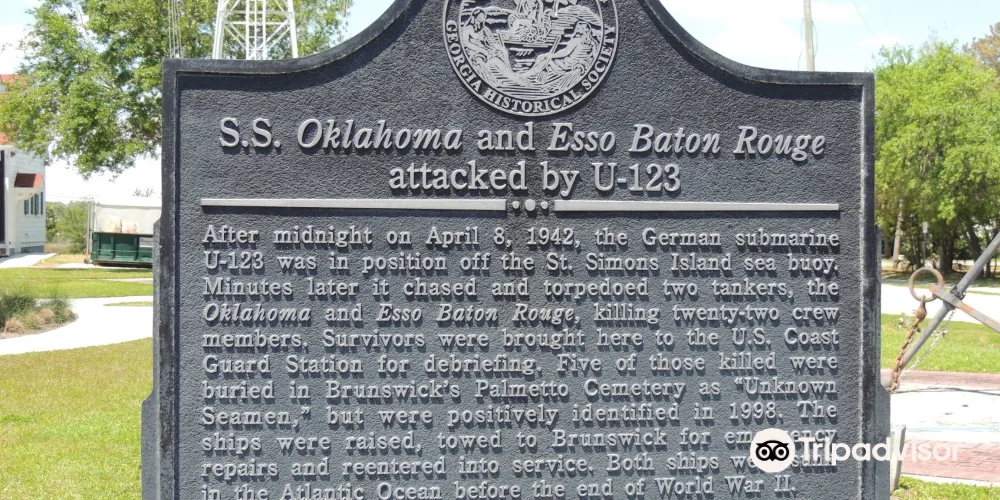 GEORGIA HISTORICAL SOCIETY
S.S. Oklahoma and Esso Baton Rouge
attacked by U-123
After midnight on April 8, 1942, the German submarine
U-123 was in position off the St. Simons Island sea buoy.
Minutes later it chased and torpedoed two tankers, the
Oklahoma and Esso Baton Rouge, killing twenty-two crew
members. Survivors were brought here to the U.S. Coast
Guard Station for debriefing. Five of those killed were
buried in Brunswick's Palmetto Cemetery as "Unknown
Seamen," but were positively identified in 1998. The
ships were raised, towed to Brunswick for emergency
repairs and reentered into service. Both ships
in the Atlantic Ocean before the end of World War II.
Tripadvisor